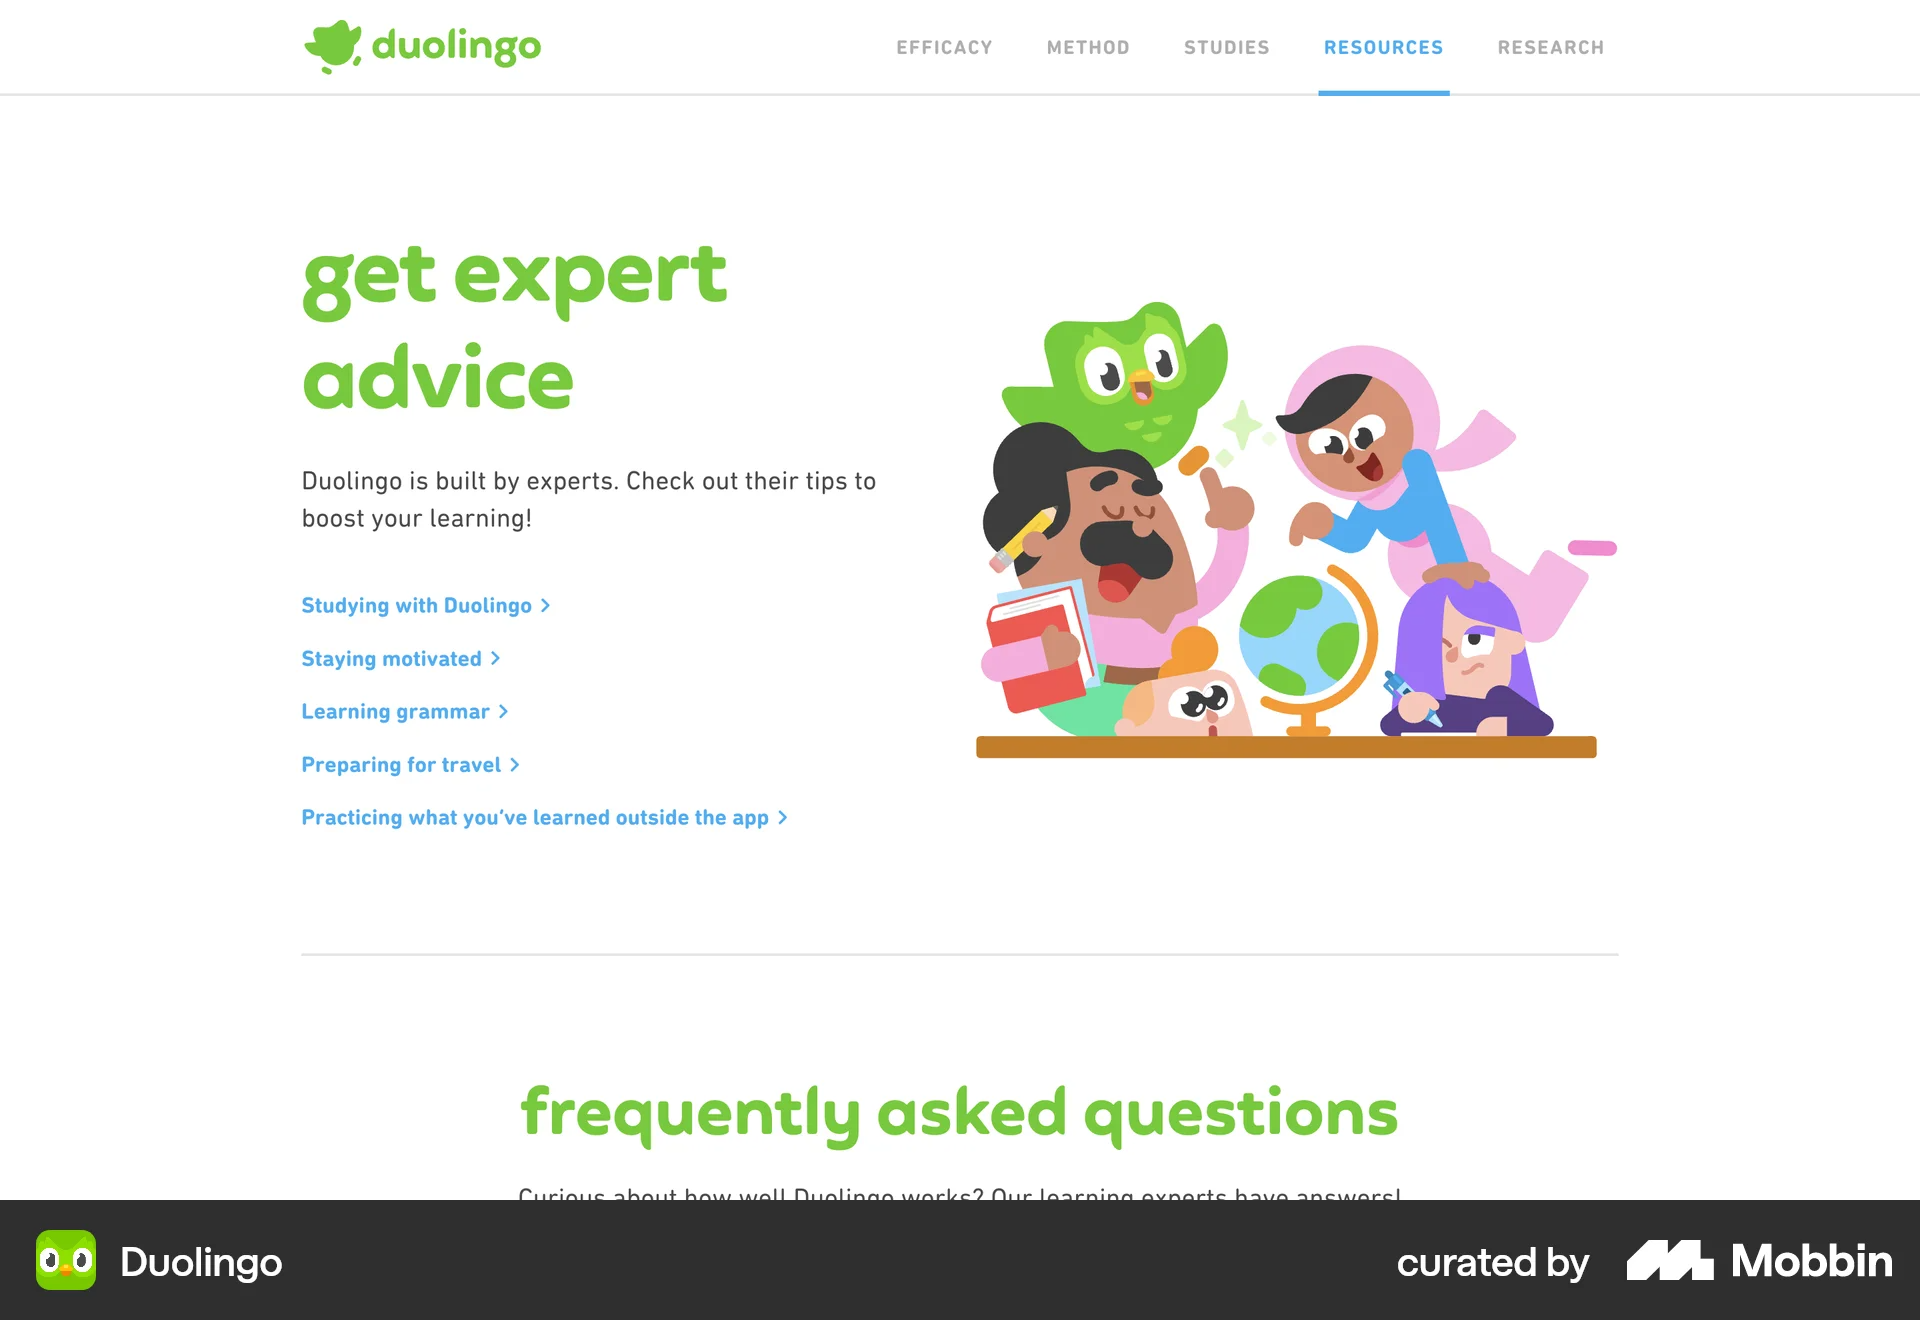 duolingo
EFFICACY METHOD STUDIES RESOURCES RESEARCH
get expert
advice
Duolingo is built by experts. Check out their tips to
boost your learning!
Studying with Duolingo
Staying motivated
Learning grammar
Preparing for travel
Practicing what you’ve learned outside the app
frequently asked questions
Curious about how well Duolingo works? Our learning experts have answers!
Duolingo
curated by Mobbin